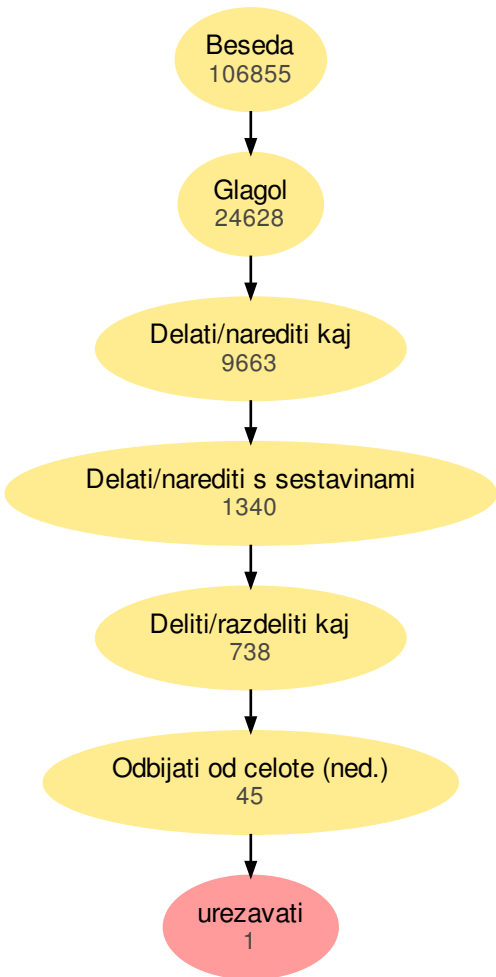 Beseda
106855
Glagol
24628
Delati/narediti kaj
9663
Delati/narediti s sestavinami
1340
Deliti/razdeliti kaj
738
Odbijati od celote (ned.)
45
urezavati
1